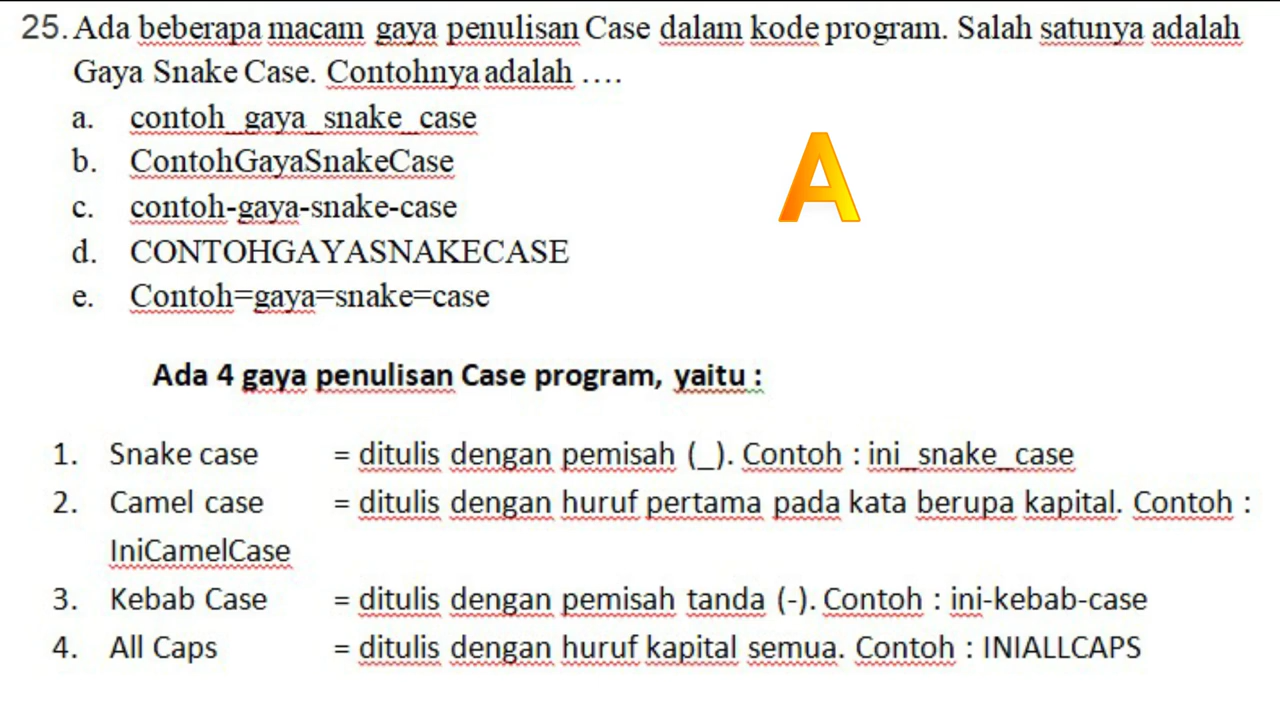 25. Ada beberapa macam gaya penulisan Case dalam kode program. Salah satunya adalah
Gaya Snake Case. Contohnya adalah ….
a. contoh_gaya_snake_case
b. ContohGayaSnakeCase
c. contoh-gaya-snake-case
d. CONTOHGAYASNAKECASE
e. Contoh=gaya=snake=case
A
Ada 4 gaya penulisan Case program, yaitu :
1. Snake case = ditulis dengan pemisah (_). Contoh : ini_snake_case
2. Camel case = ditulis dengan huruf pertama pada kata berupa kapital. Contoh :
IniCamelCase
3. Kebab Case = ditulis dengan pemisah tanda (-). Contoh : ini-kebab-case
4. All Caps = ditulis dengan huruf kapital semua. Contoh : INIALLCAPS